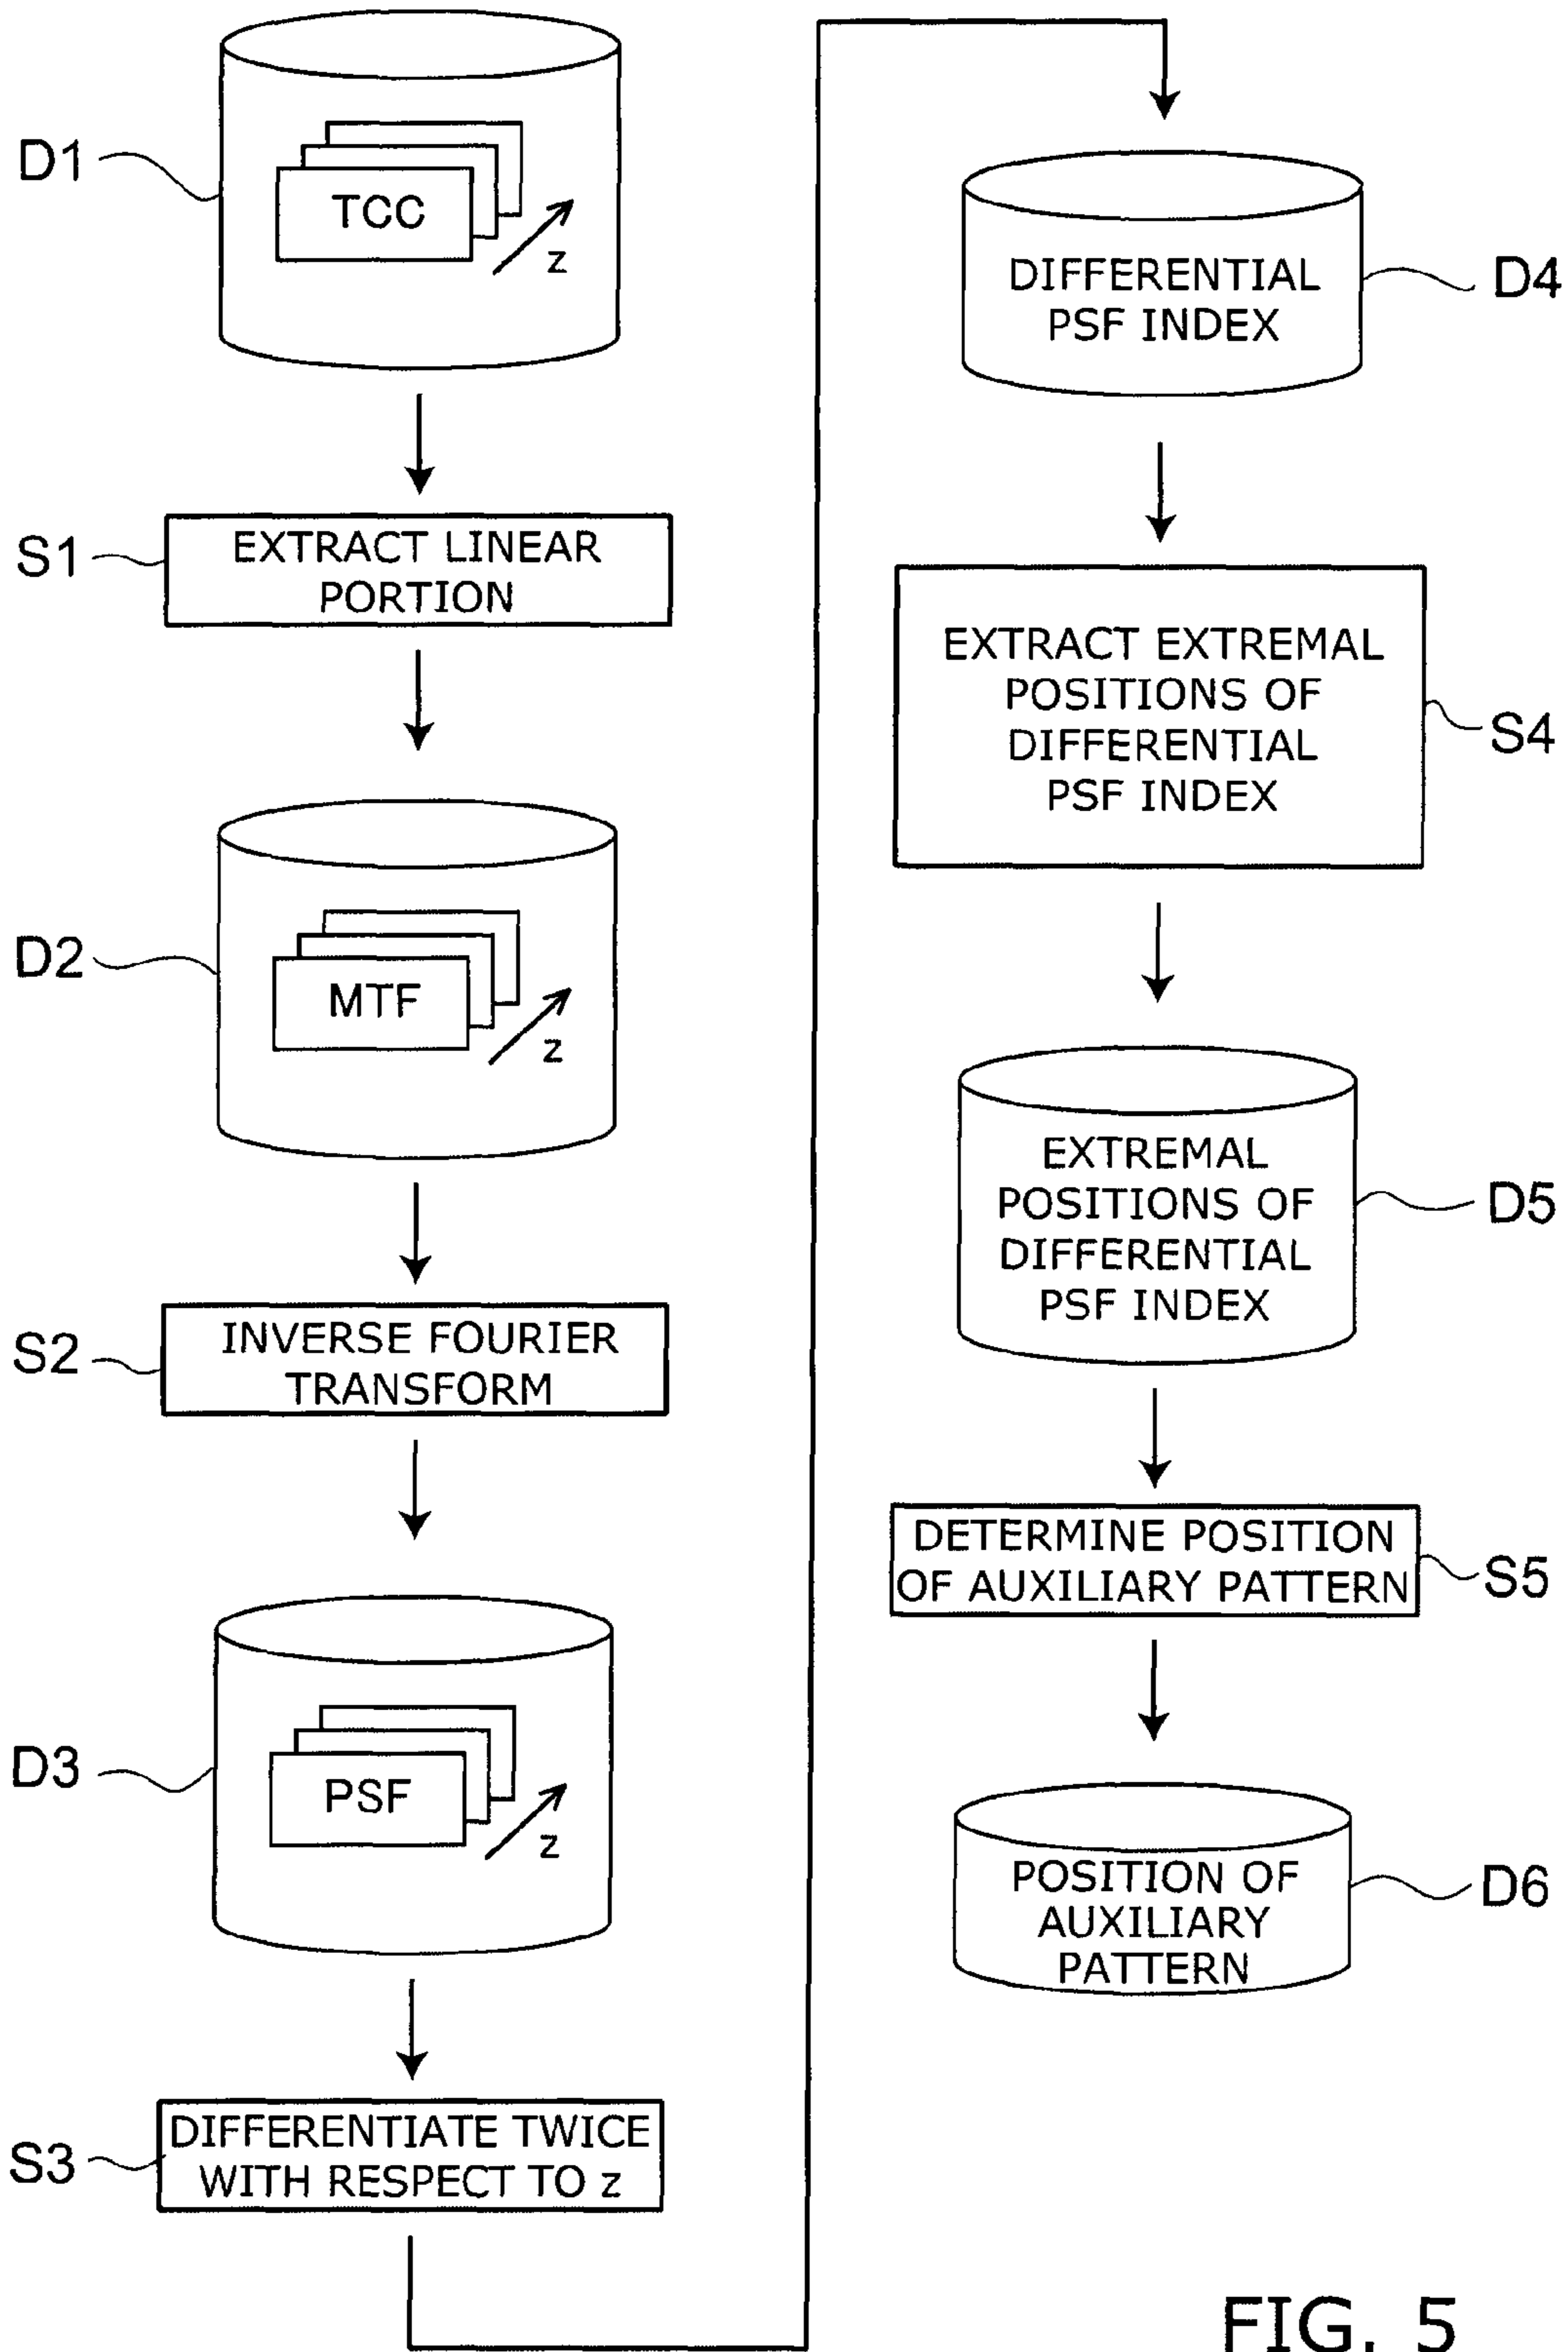 D1
TCC
z
S1
EXTRACT LINEAR
PORTION
D2
MTF
z
S2
INVERSE FOURIER
TRANSFORM
D3
PSF
z
S3
DIFFERENTIATE TWICE
WITH RESPECT TO z
DIFFERENTIAL
PSF INDEX
D4
EXTRACT EXTREMAL
POSITIONS OF
DIFFERENTIAL
PSF INDEX
S4
EXTREMAL
POSITIONS OF
DIFFERENTIAL
PSF INDEX
D5
DETERMINE POSITION
OF AUXILIARY PATTERN
S5
POSITION OF
AUXILIARY
PATTERN
D6
FIG. 5